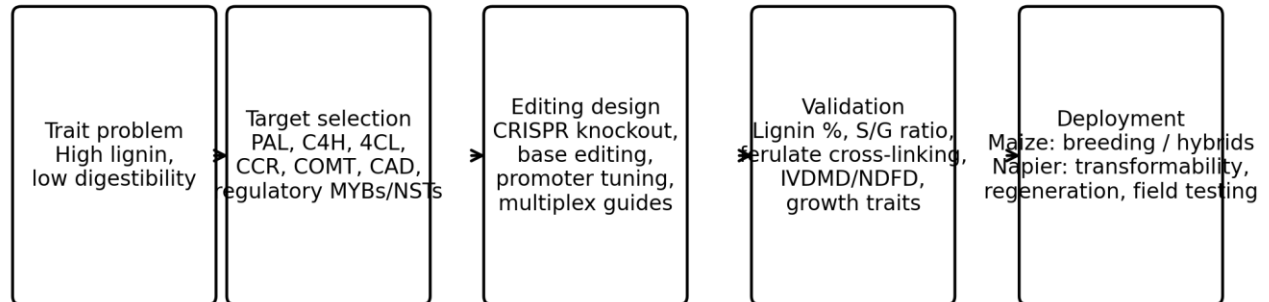 Trait problem
High lignin,
low digestibility
Target selection
PAL, C4H, 4CL,
CCR, COMT, CAD,
regulatory MYBs/NSTs
Editing design
CRISPR knockout,
base editing,
promoter tuning,
multiplex guides
Validation
Lignin %, S/G ratio,
ferulate cross-linking,
IVDMD/NDFD,
growth traits
Deployment
Maize: breeding / hybrids
Napier: transformability,
regeneration, field testing